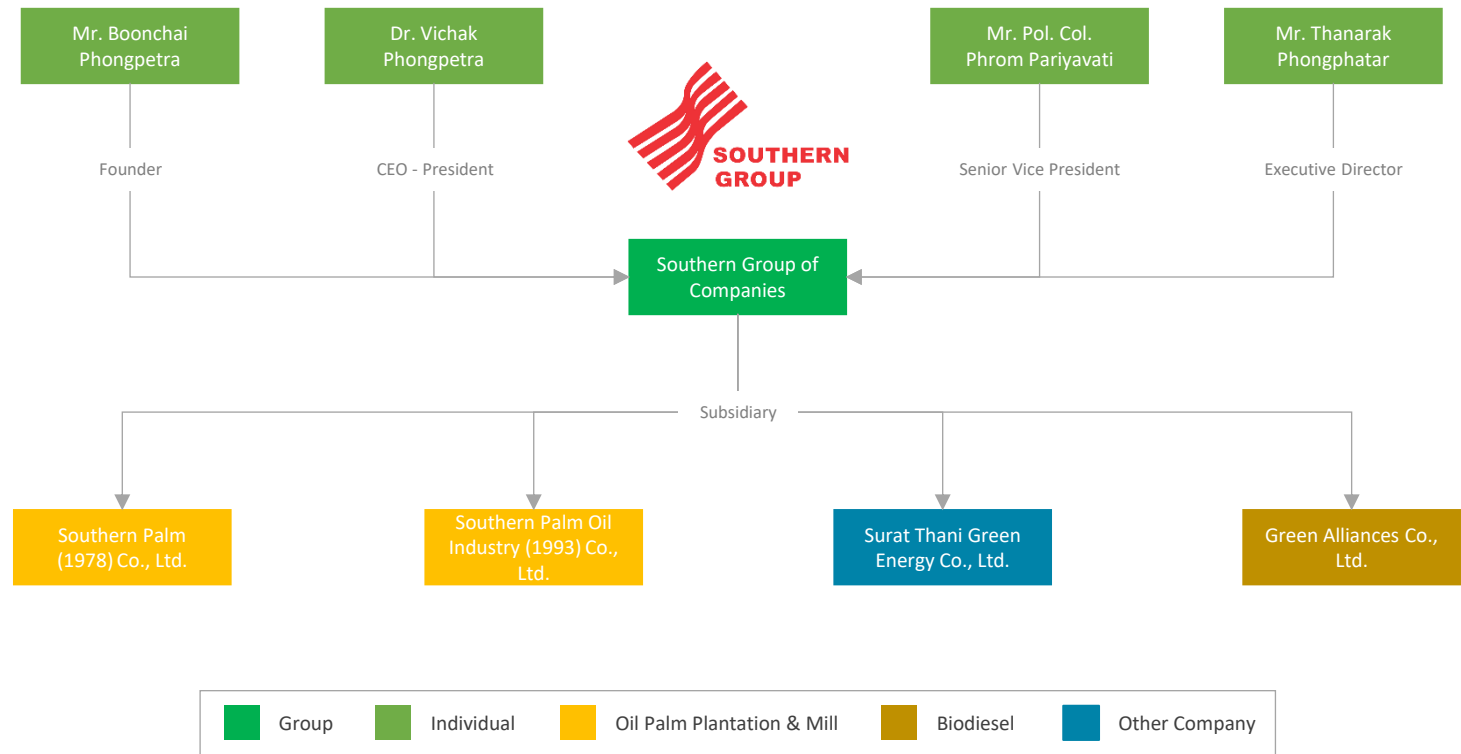 Mr. Boonchai
Phongpetra
Dr. Vichak
Phongpetra
Mr. Pol. Col.
Phrom Pariyavati
Mr. Thanarak
Phongphatar
SOUTHERN
GROUP
Founder
CEO - President
Senior Vice President
Executive Director
Southern Group of
Companies
Subsidiary
Southern Palm
(1978) Co., Ltd.
Southern Palm Oil
Industry (1993) Co.,
Ltd.
Surat Thani Green
Energy Co., Ltd.
Green Alliances Co.,
Ltd.
Group
Individual
Oil Palm Plantation & Mill
Biodiesel
Other Company